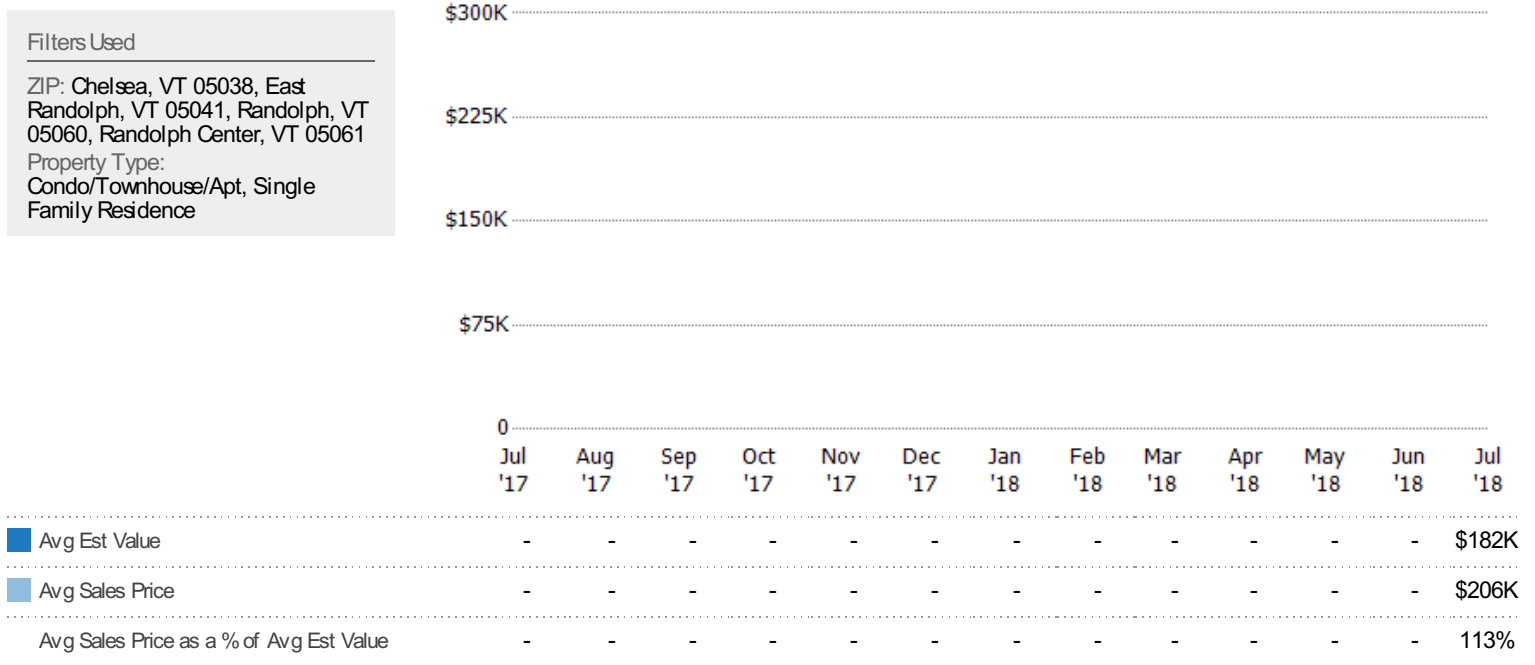 Filters Used
ZIP: Chelsea, VT 05038, East
Randolph, VT 05041, Randolph, VT
05060, Randolph Center, VT 05061
Property Type:
Condo/Townhouse/Apt, Single
Family Residence
$300K
$225K
$150K
$75K
0
Jul Aug Sep Oct Nov Dec Jan Feb Mar Apr May Jun Jul
'17 '17 '17 '17 '17 '17 '18 '18 '18 '18 '18 '18 '18
Avg Est Value - - - - - - - - - - - - $182K
Avg Sales Price - - - - - - - - - - - - $206K
Avg Sales Price as a % of Avg Est Value - - - - - - - - - - - - 113%